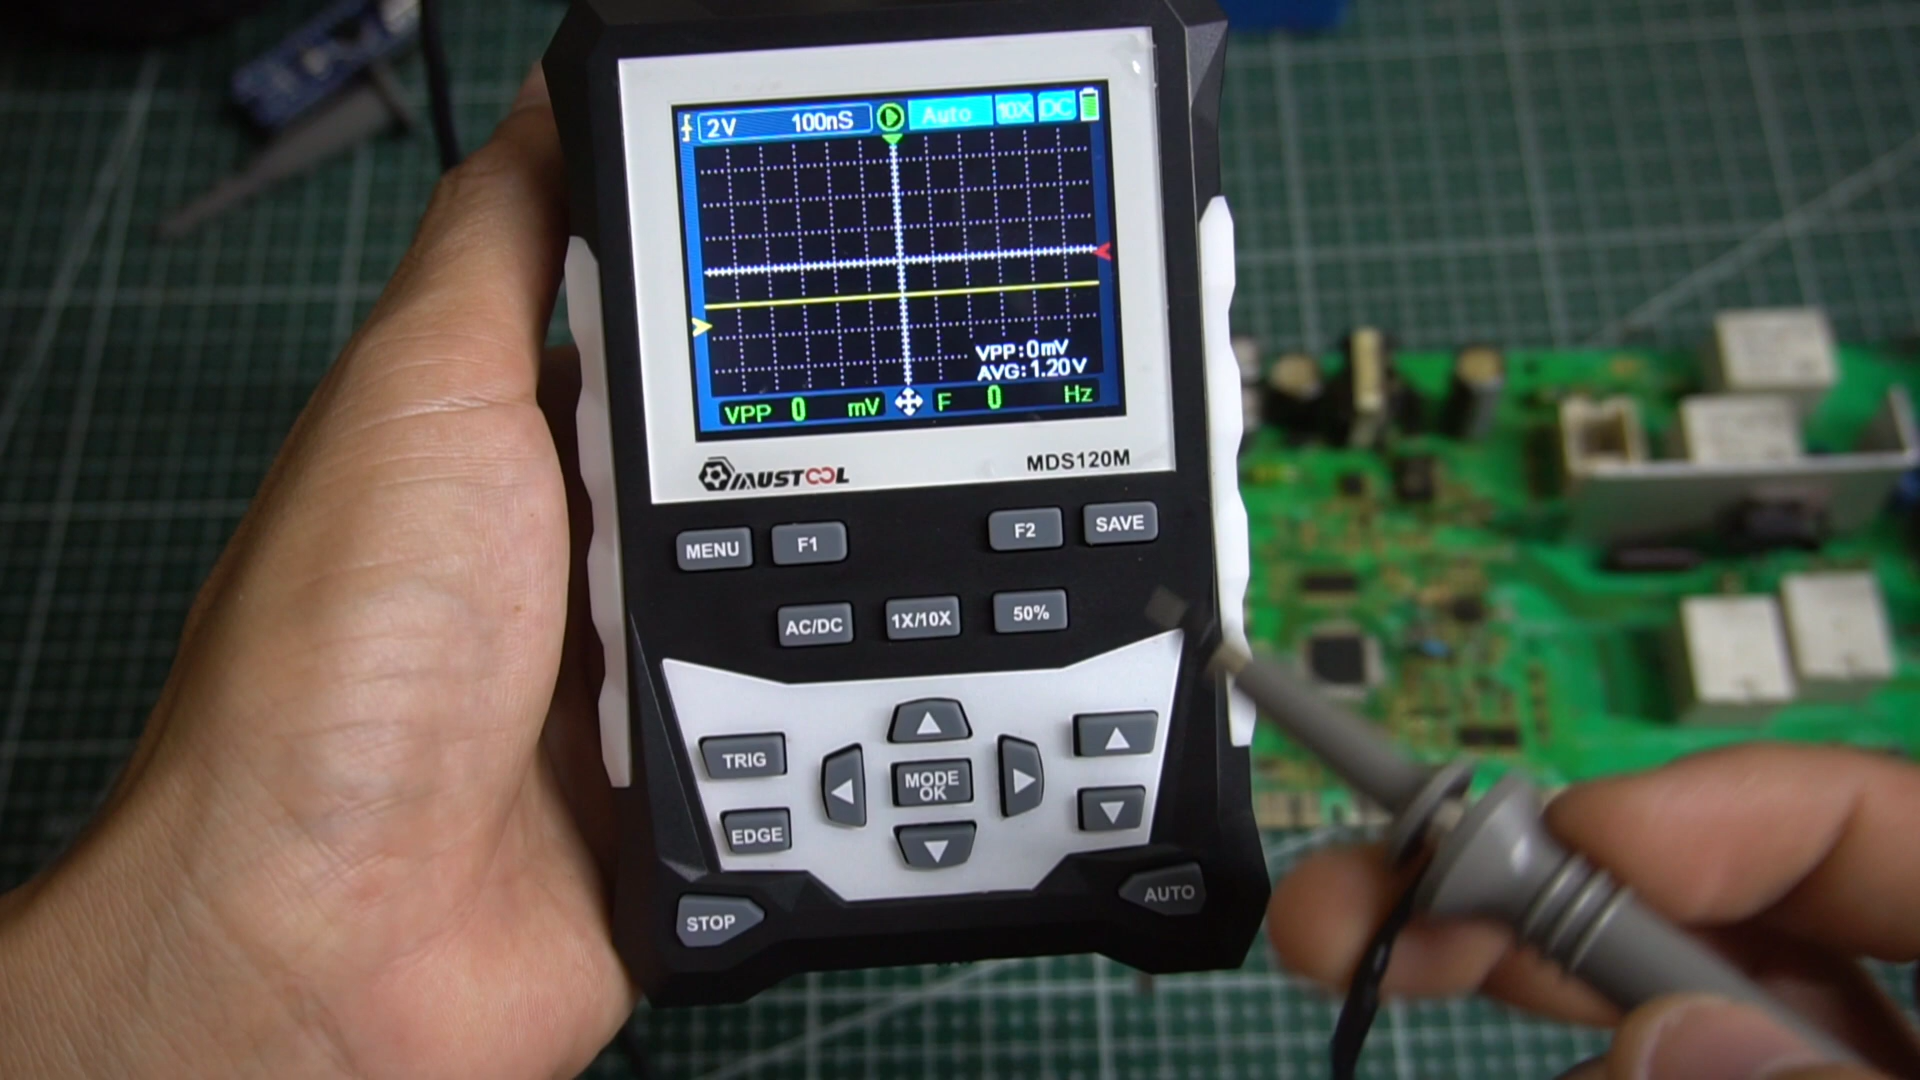 2V 100nS Auto 10X DC
VPP:0mV
AVG:1.20V
VPP 0 mV F 0 Hz
MUSTOOL MDS120M
MENU F1 F2 SAVE
AC/DC 1X/10X 50%
TRIG
MODE
OK
EDGE
STOP AUTO